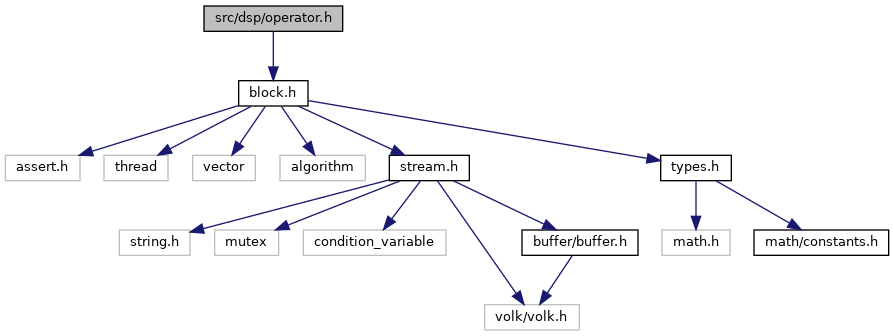 src/dsp/operator.h
block.h
assert.h
thread
vector
algorithm
stream.h
types.h
string.h
mutex
condition_variable
buffer/buffer.h
math.h
math/constants.h
volk/volk.h